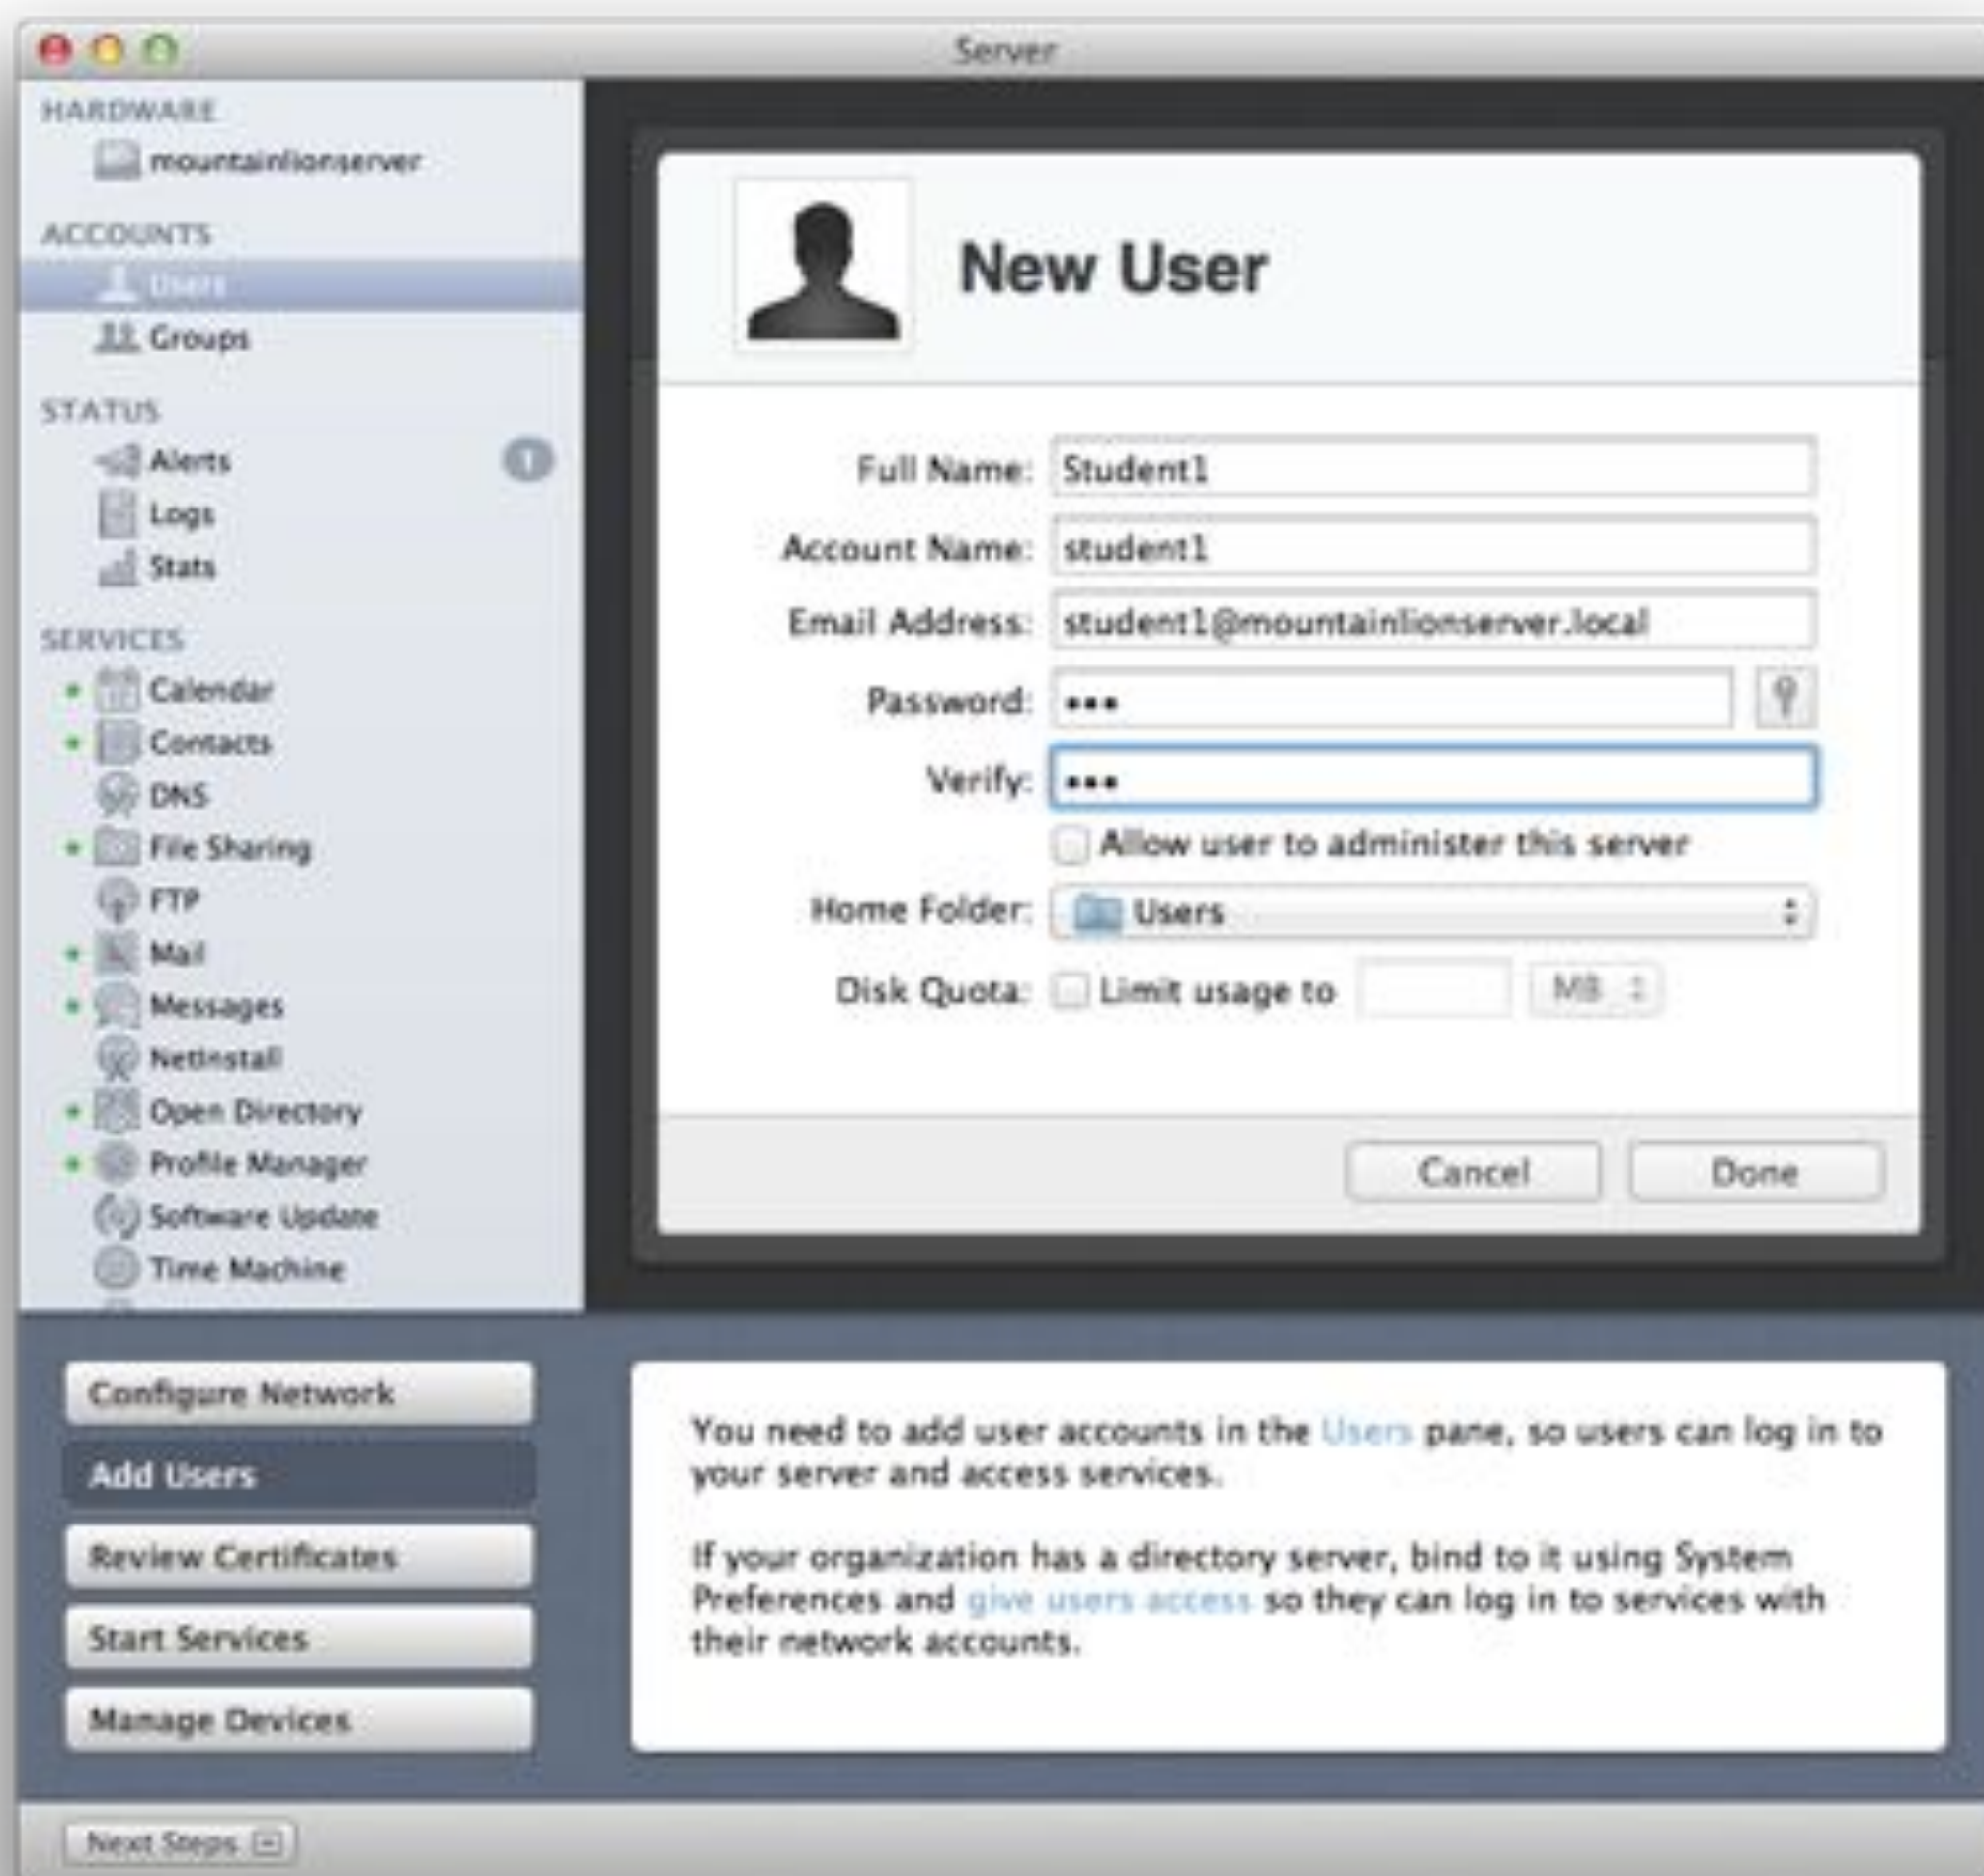 Server
HARDWARE
mountainlionserver
ACCOUNTS
Users
Groups
STATUS
Alerts
1
Logs
Stats
SERVICES
Calendar
Contacts
DNS
File Sharing
FTP
Mail
Messages
NetInstall
Open Directory
Profile Manager
Software Update
Time Machine
New User
Full Name: Student1
Account Name: student1
Email Address: student1@mountainlionserver.local
Password: •••
Verify: •••
Allow user to administer this server
Home Folder: Users
Disk Quota: Limit usage to MB
Cancel
Done
Configure Network
Add Users
Review Certificates
Start Services
Manage Devices
You need to add user accounts in the Users pane, so users can log in to
your server and access services.
If your organization has a directory server, bind to it using System
Preferences and give users access so they can log in to services with
their network accounts.
Next Steps